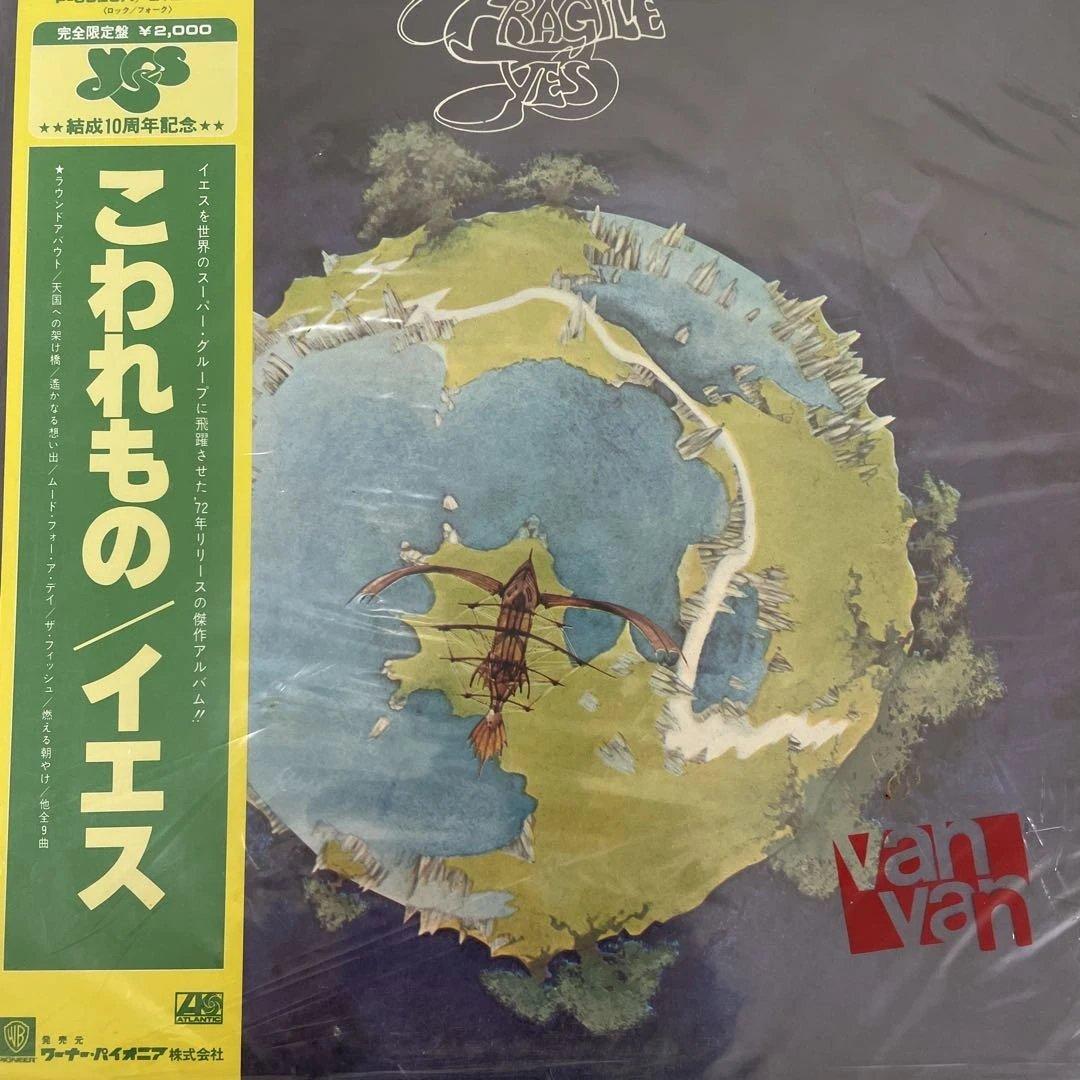 〈ロック/フォーク〉
完全限定盤 ¥2,000
yes
★★結成10周年記念★★
こわれもの/イエス
イエスを世界のスーパー・グループに飛躍させた,'72年リリースの傑作アルバム!!
★ラウンドアバウト/天国への架け橋/遙かなる想い出/ムード・フォー・ア・デイ/ザ・フィッシュ/燃える朝やけ/他全9曲
ATLANTIC
WB
PIONEER
発売元
ワーナー・パイオニア株式会社
FRAGILE
YES
van
van